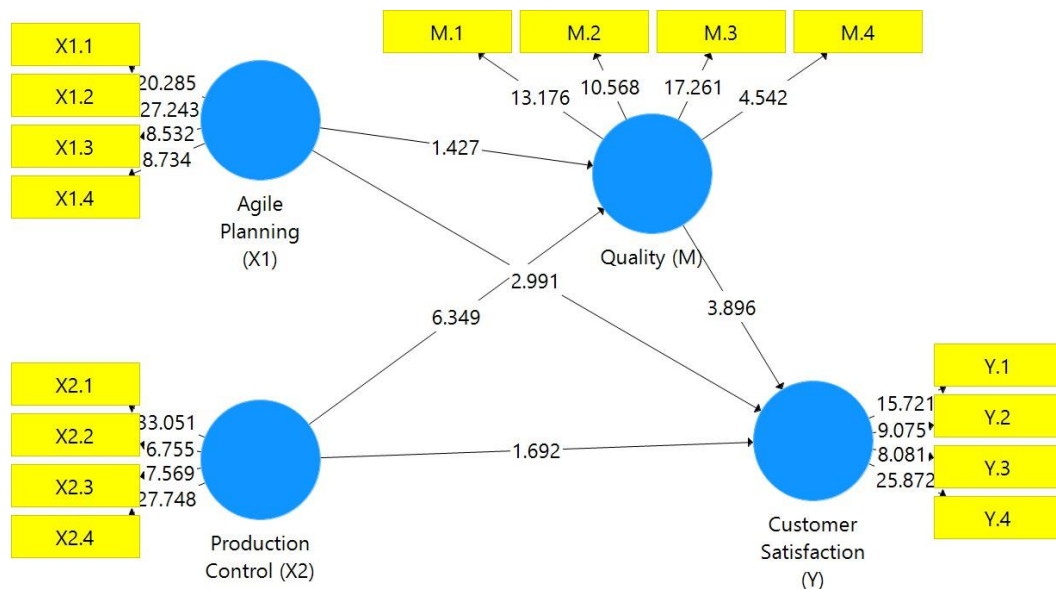 X1.1
X1.2
X1.3
X1.4
20.285
27.243
8.532
8.734
Agile
Planning
(X1)
M.1
M.2
M.3
M.4
13.176
10.568
17.261
4.542
Quality (M)
1.427
2.991
6.349
3.896
1.692
X2.1
X2.2
X2.3
X2.4
33.051
6.755
7.569
27.748
Production
Control (X2)
Y.1
Y.2
Y.3
Y.4
15.721
9.075
8.081
25.872
Customer
Satisfaction
(Y)